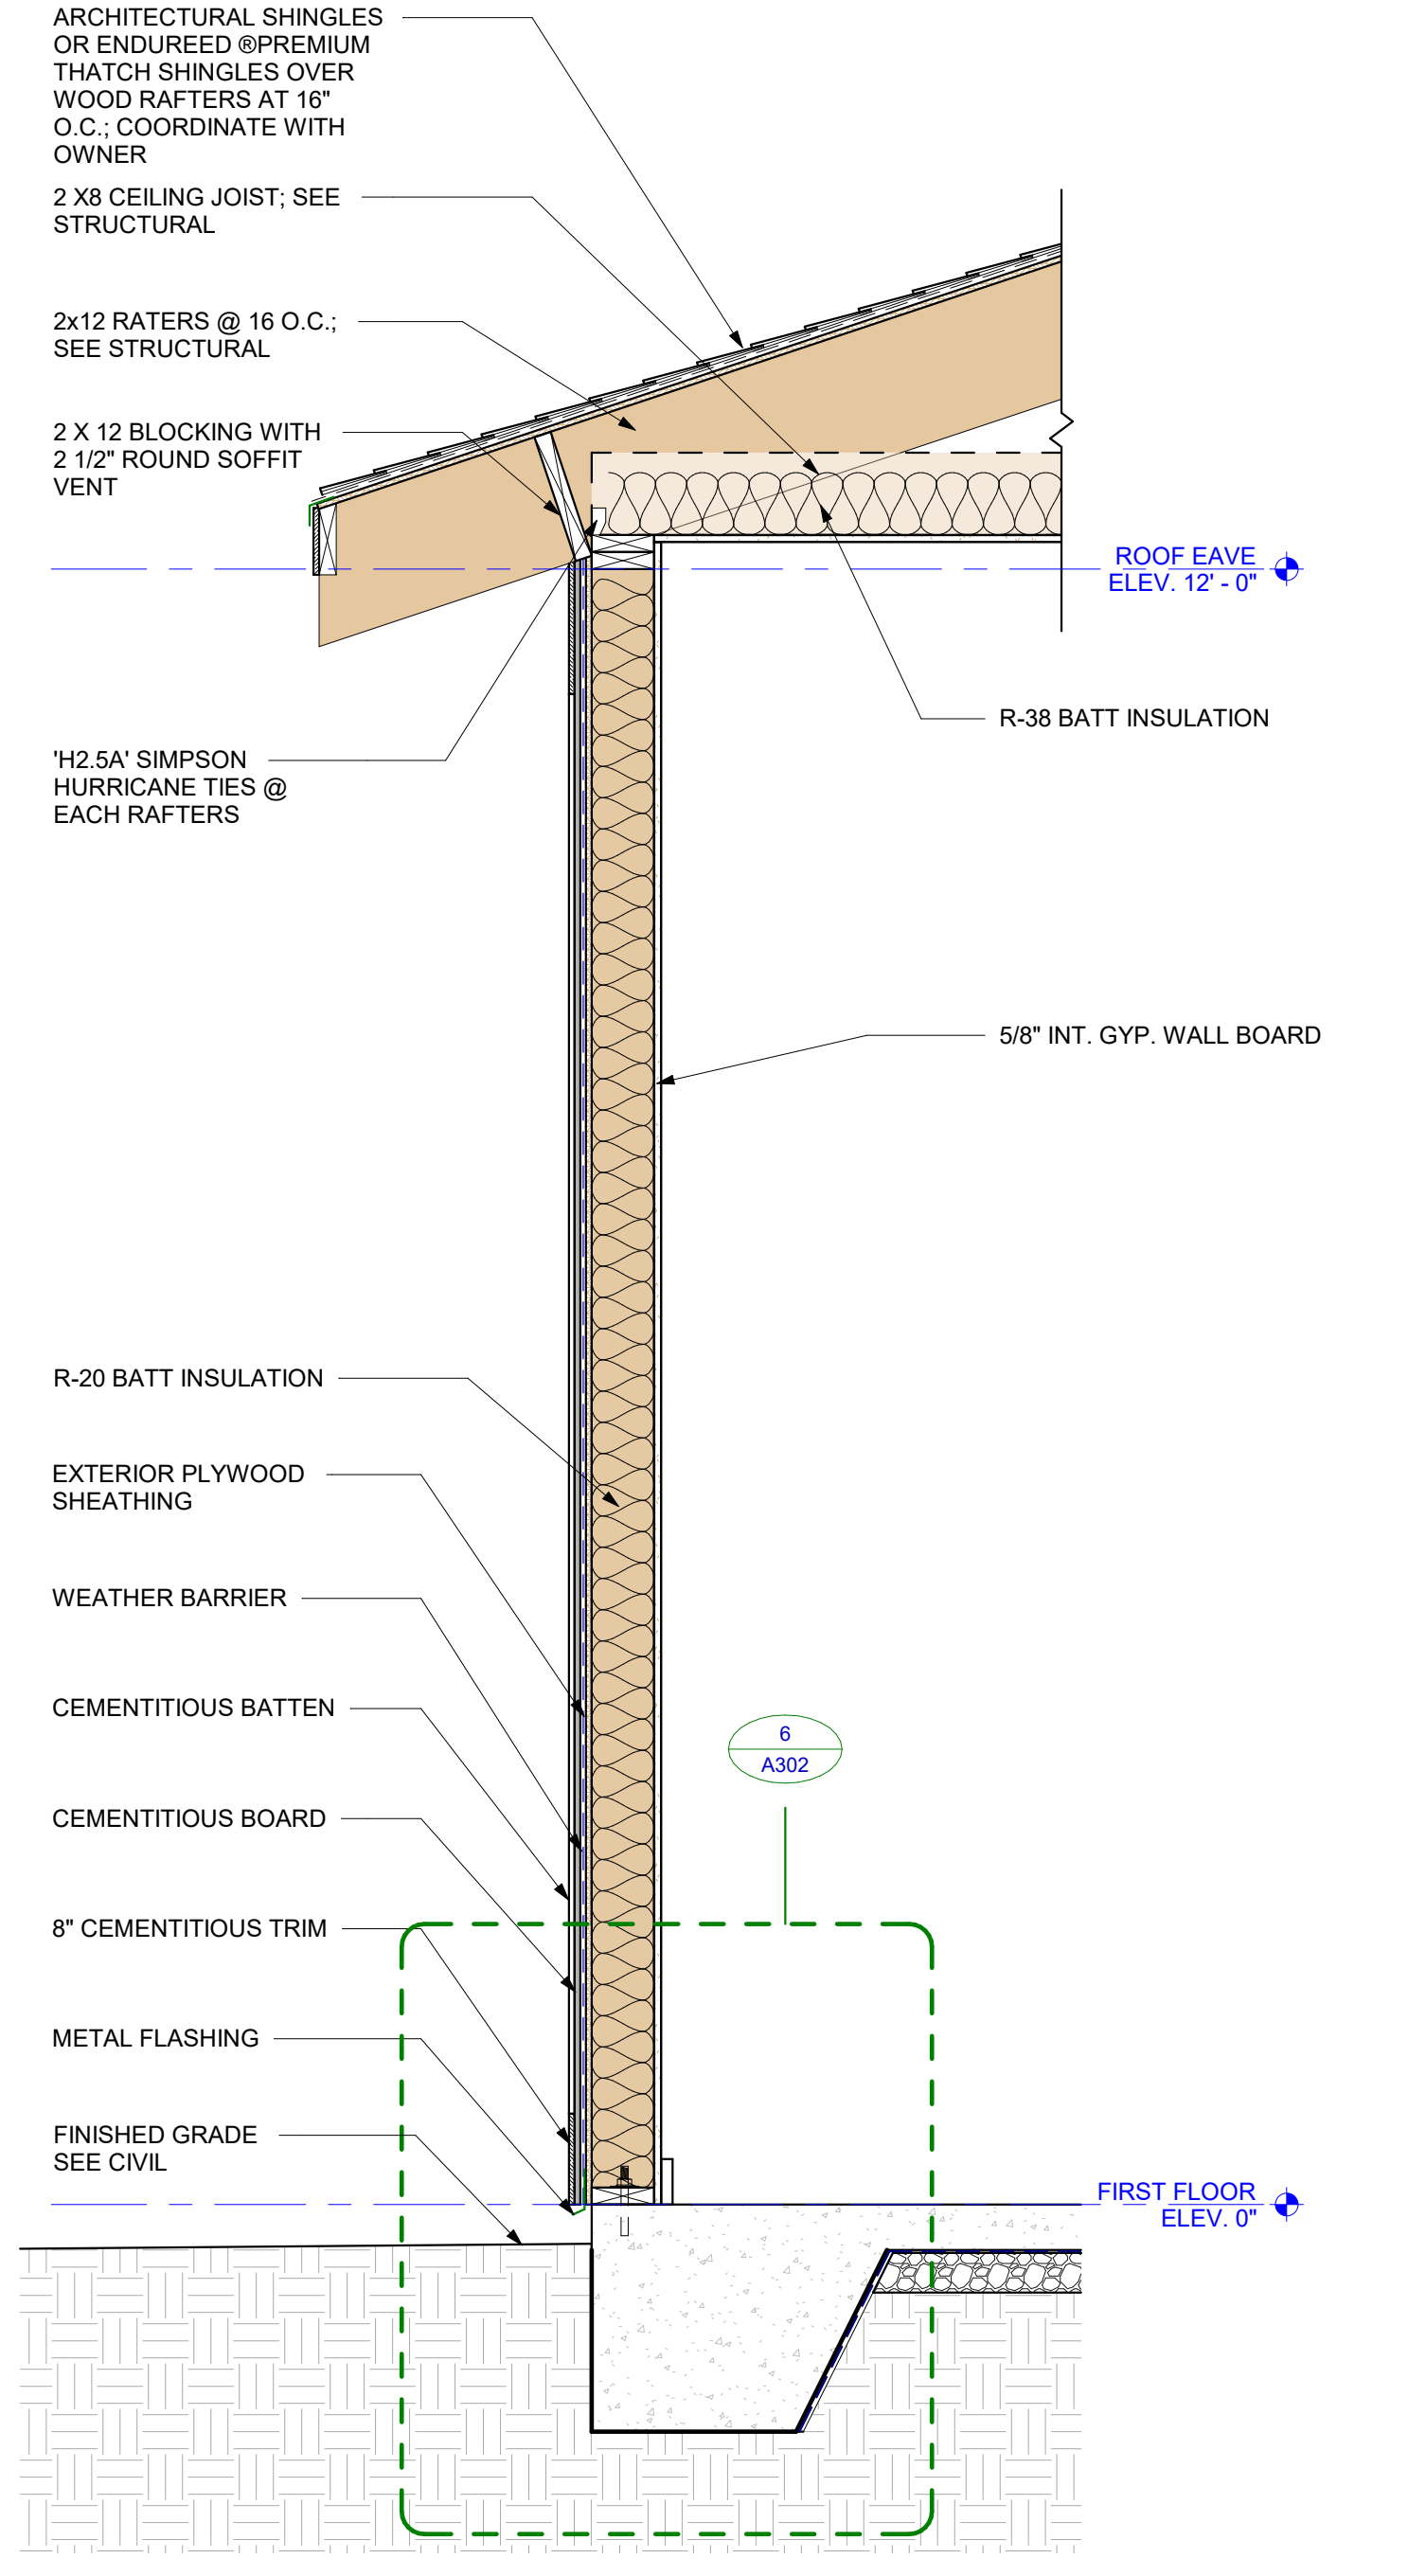 ARCHITECTURAL SHINGLES
OR ENDUREED ®PREMIUM
THATCH SHINGLES OVER
WOOD RAFTERS AT 16"
O.C.; COORDINATE WITH
OWNER
2 X8 CEILING JOIST; SEE
STRUCTURAL
2x12 RATERS @ 16 O.C.;
SEE STRUCTURAL
2 X 12 BLOCKING WITH
2 1/2" ROUND SOFFIT
VENT
ROOF EAVE
ELEV. 12' - 0"
R-38 BATT INSULATION
'H2.5A' SIMPSON
HURRICANE TIES @
EACH RAFTERS
5/8" INT. GYP. WALL BOARD
R-20 BATT INSULATION
EXTERIOR PLYWOOD
SHEATHING
WEATHER BARRIER
CEMENTITIOUS BATTEN
6
A302
CEMENTITIOUS BOARD
8" CEMENTITIOUS TRIM
METAL FLASHING
FINISHED GRADE
SEE CIVIL
FIRST FLOOR
ELEV. 0"